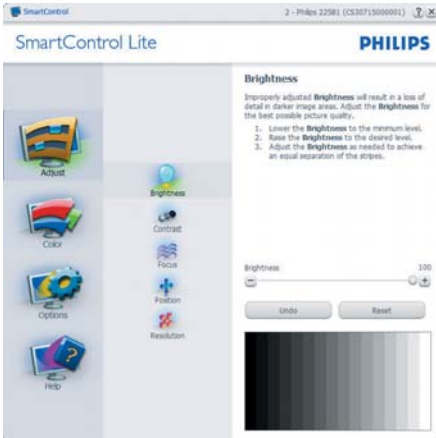 SmartControl
2 - Philips 22581 (CS30715000001)
SmartControl Lite
PHILIPS
Adjust
Color
Options
Help
Brightness
Contrast
Focus
Position
Resolution
Brightness
Improperly adjusted Brightness will result in a loss of
detail in darker image areas. Adjust the Brightness for
the best possible picture quality.
1. Lower the Brightness to the minimum level.
2. Raise the Brightness to the desired level.
3. Adjust the Brightness as needed to achieve
an equal separation of the stripes.
Brightness 100
Undo Reset